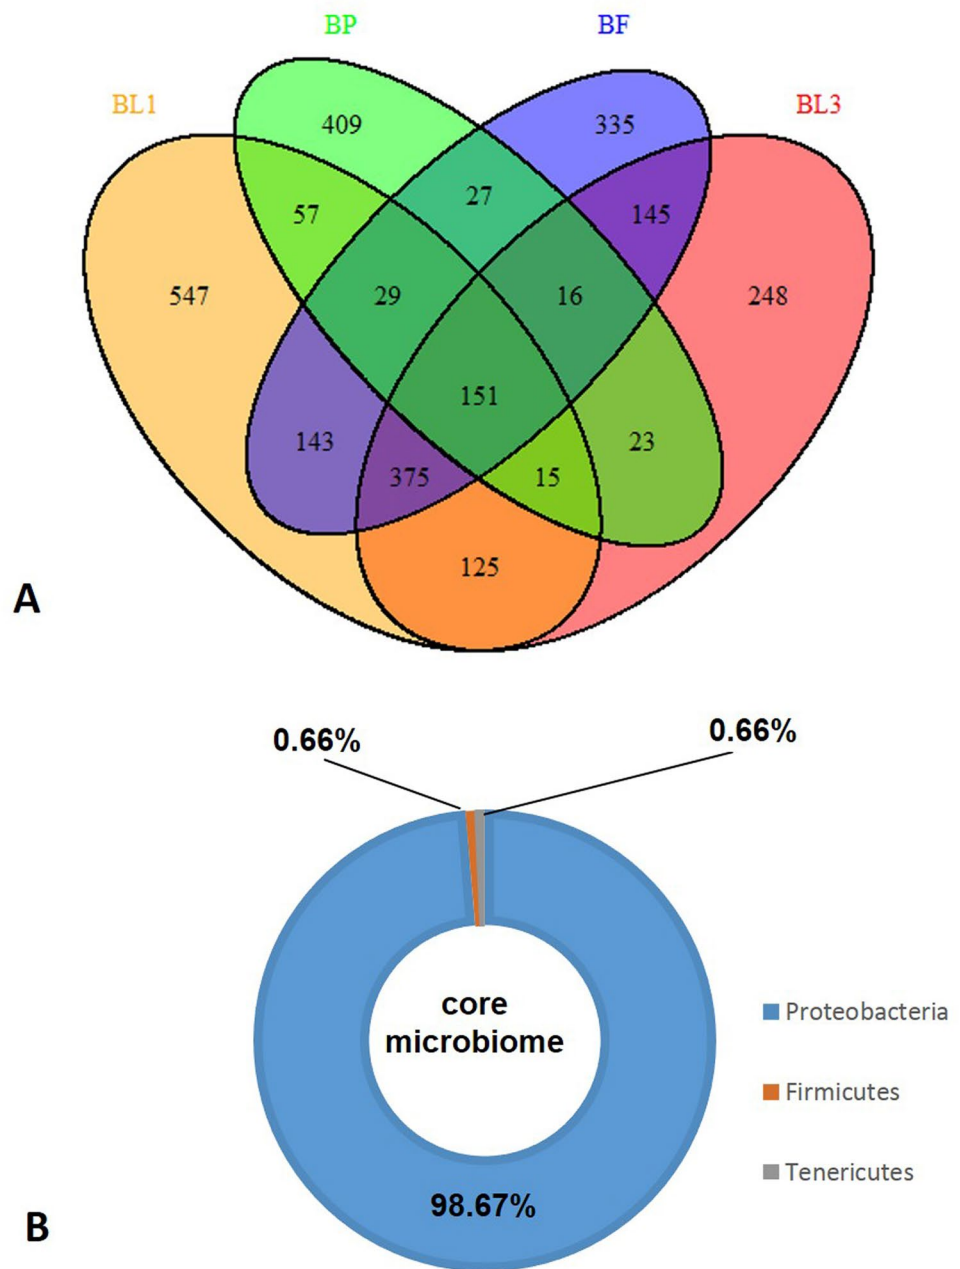 BP
BF
BL1
BL3
409
335
57
27
145
547
29
16
248
151
143
375
15
23
125
A
0.66%
0.66%
core
microbiome
98.67%
Proteobacteria
Firmicutes
Tenericutes
B